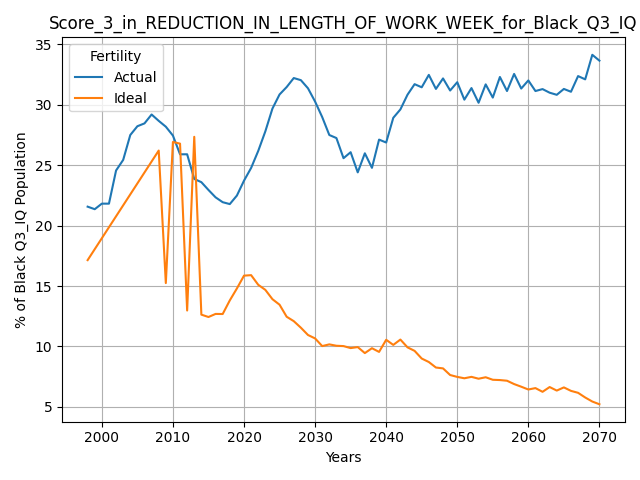 Score_3_in_REDUCTION_IN_LENGTH_OF_WORK_WEEK_for_Black_Q3_IQ
Fertility
Actual
Ideal
% of Black Q3_IQ Population
35
30
25
20
15
10
5
2000 2010 2020 2030 2040 2050 2060 2070
Years